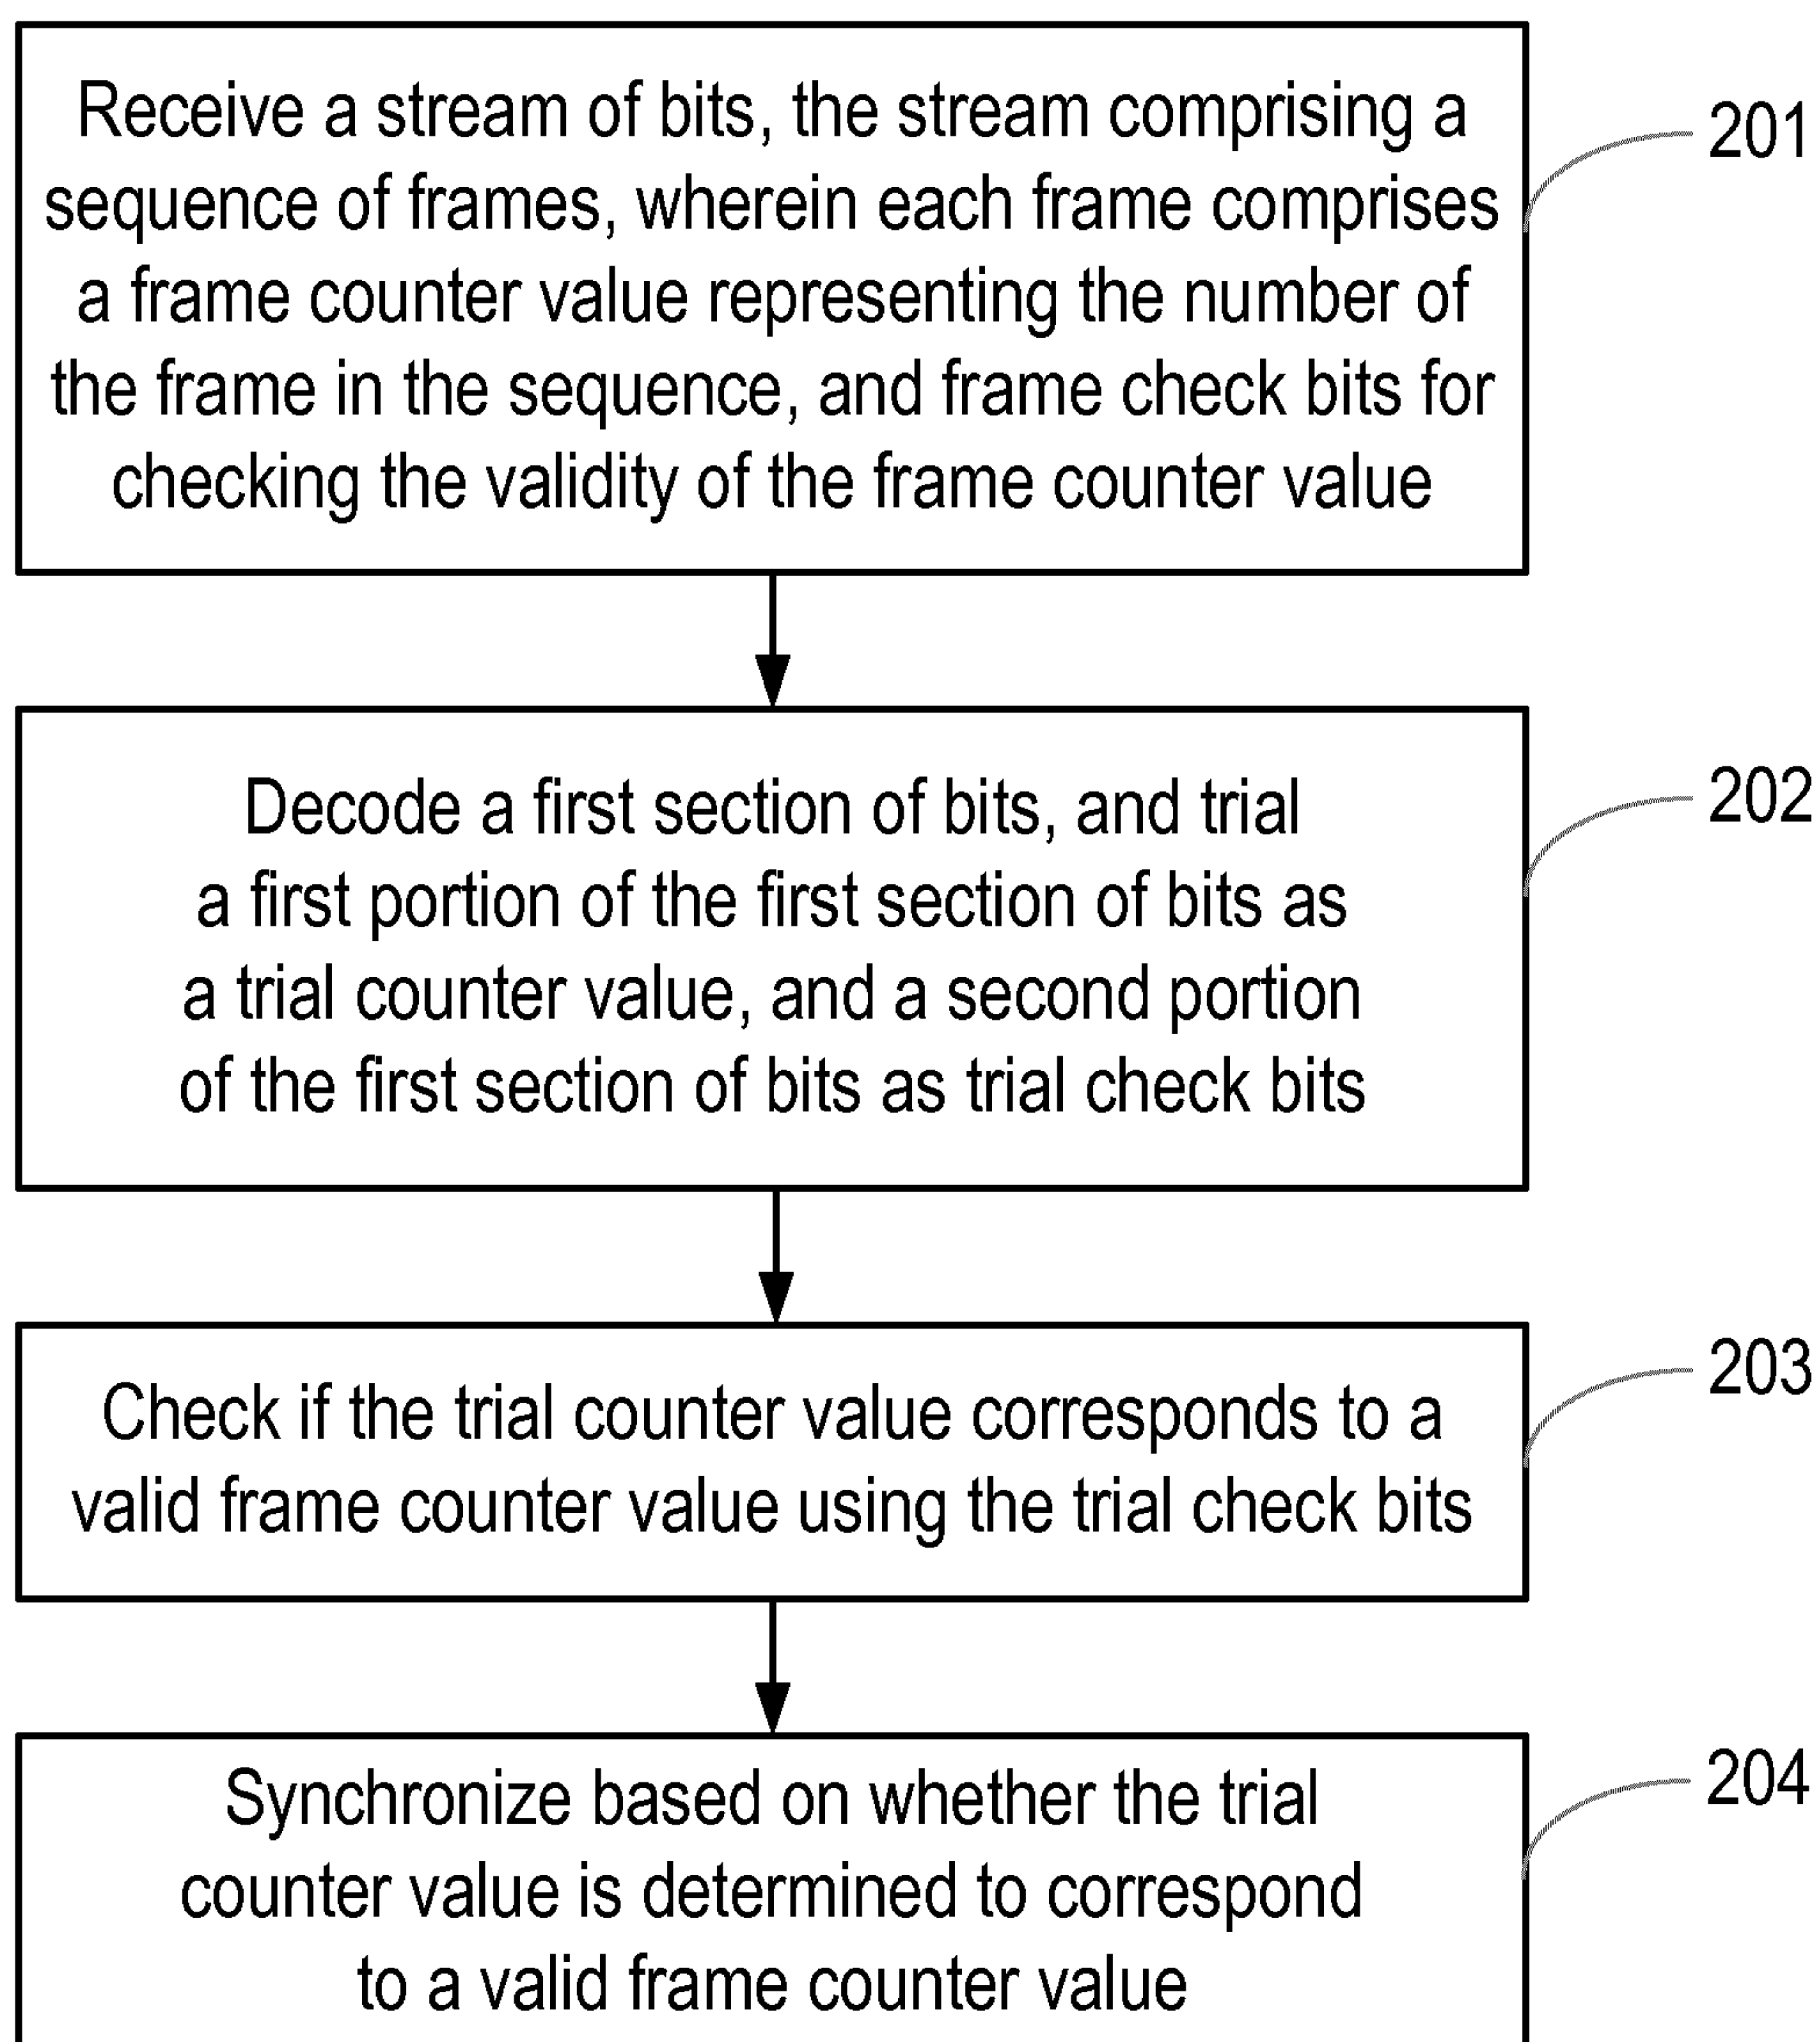 Receive a stream of bits, the stream comprising a
sequence of frames, wherein each frame comprises
a frame counter value representing the number of
the frame in the sequence, and frame check bits for
checking the validity of the frame counter value
201
Decode a first section of bits, and trial
a first portion of the first section of bits as
a trial counter value, and a second portion
of the first section of bits as trial check bits
202
Check if the trial counter value corresponds to a
valid frame counter value using the trial check bits
203
Synchronize based on whether the trial
counter value is determined to correspond
to a valid frame counter value
204